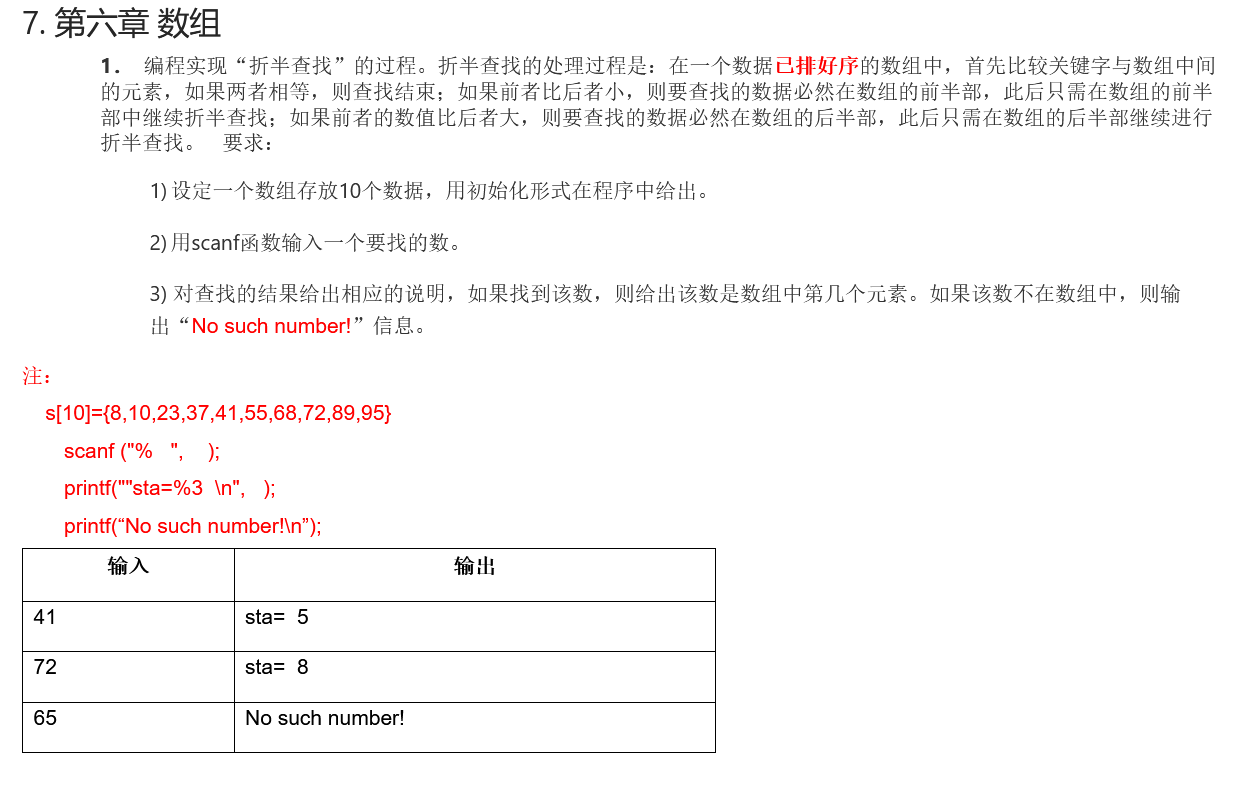 7. 第六章 数组
1. 编程实现“折半查找”的过程。折半查找的处理过程是：在一个数据已排好序的数组中，首先比较关键字与数组中间
的元素，如果两者相等，则查找结束；如果前者比后者小，则要查找的数据必然在数组的前半部，此后只需在数组的前半
部中继续折半查找；如果前者的数值比后者大，则要查找的数据必然在数组的后半部，此后只需在数组的后半部继续进行
折半查找。 要求：
1) 设定一个数组存放10个数据，用初始化形式在程序中给出。
2) 用scanf函数输入一个要找的数。
3) 对查找的结果给出相应的说明，如果找到该数，则给出该数是数组中第几个元素。如果该数不在数组中，则输
出“No such number!”信息。
注：
s[10]={8,10,23,37,41,55,68,72,89,95}
scanf ("%   ",    );
printf(""sta=%3  \n",   );
printf(“No such number!\n”);
输入 输出
41 sta=  5
72 sta=  8
65 No such number!